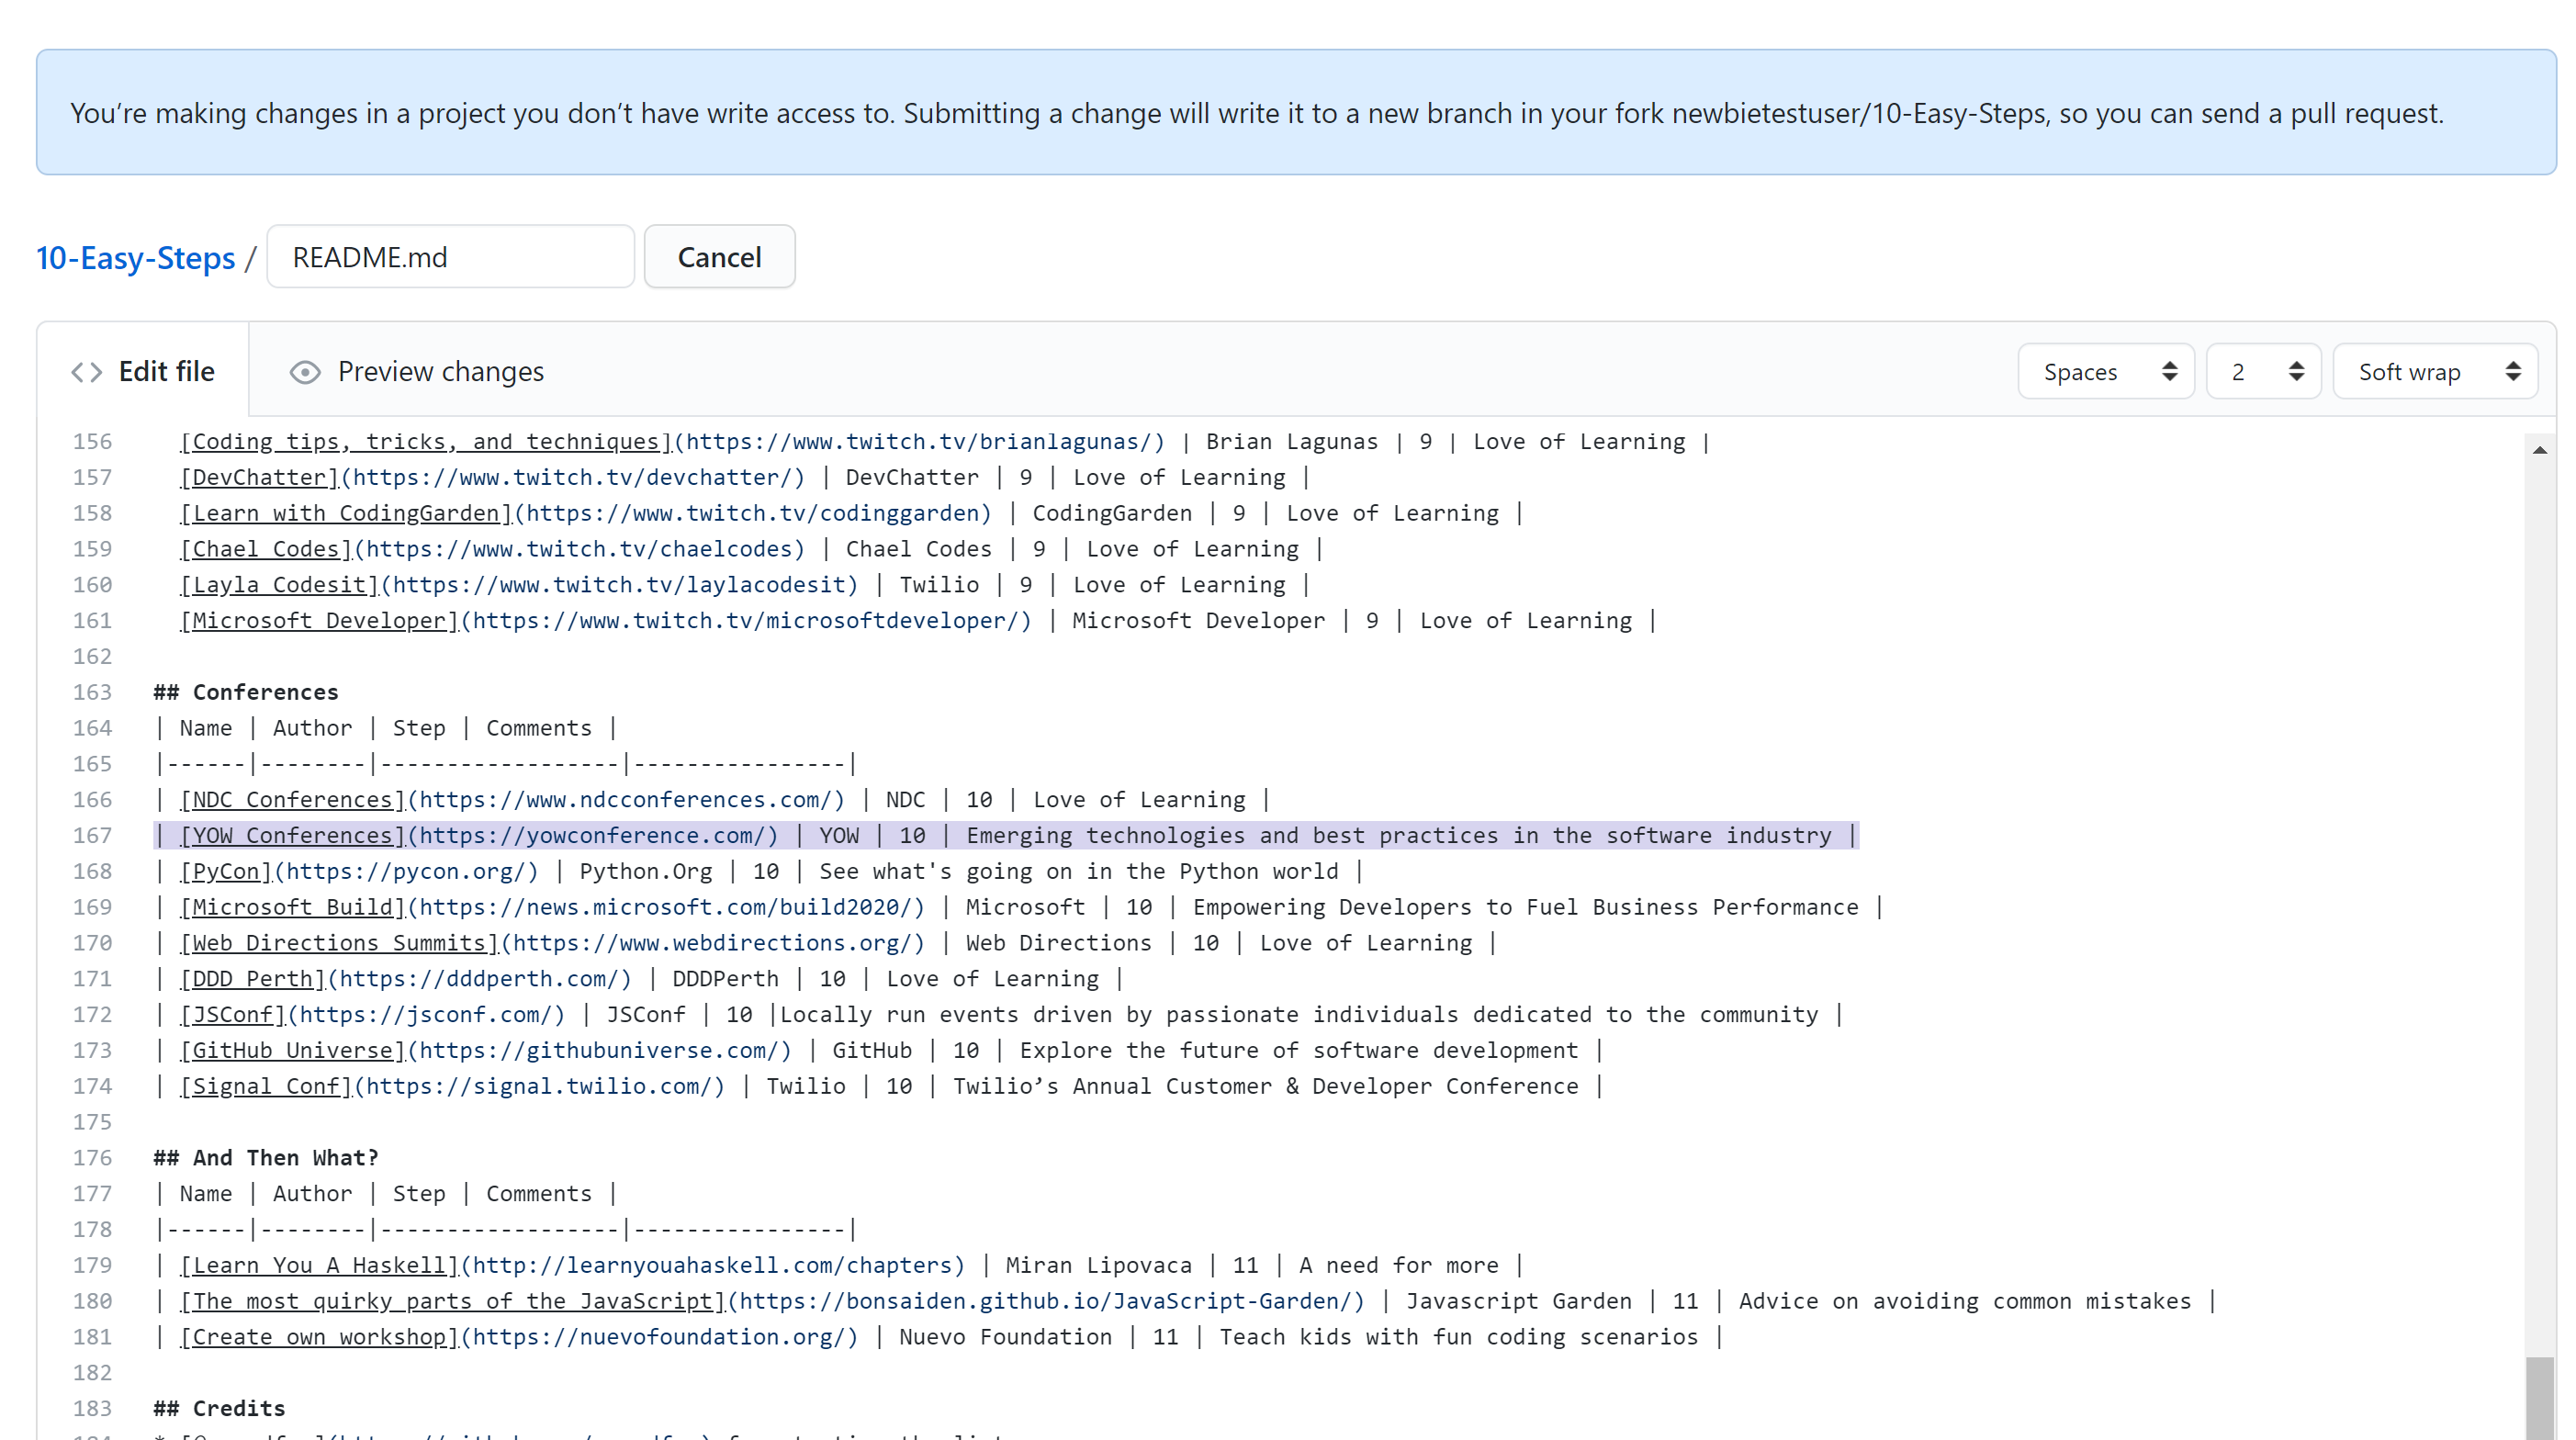 You’re making changes in a project you don’t have write access to. Submitting a change will write it to a new branch in your fork newbietestuser/10-Easy-Steps, so you can send a pull request.
10-Easy-Steps / README.md Cancel
<> Edit file Preview changes Spaces 2 Soft wrap
156 [Coding tips, tricks, and techniques](https://www.twitch.tv/brianlagunas/) | Brian Lagunas | 9 | Love of Learning |
157 [DevChatter](https://www.twitch.tv/devchatter/) | DevChatter | 9 | Love of Learning |
158 [Learn with CodingGarden](https://www.twitch.tv/codinggarden) | CodingGarden | 9 | Love of Learning |
159 [Chael Codes](https://www.twitch.tv/chaelcodes) | Chael Codes | 9 | Love of Learning |
160 [Layla Codesit](https://www.twitch.tv/laylacodesit) | Twilio | 9 | Love of Learning |
161 [Microsoft Developer](https://www.twitch.tv/microsoftdeveloper/) | Microsoft Developer | 9 | Love of Learning |
162
163 ## Conferences
164 | Name | Author | Step | Comments |
165 |------|--------|------------------|----------------|
166 | [NDC Conferences](https://www.ndcconferences.com/) | NDC | 10 | Love of Learning |
167 | [YOW Conferences](https://yowconference.com/) | YOW | 10 | Emerging technologies and best practices in the software industry |
168 | [PyCon](https://pycon.org/) | Python.Org | 10 | See what's going on in the Python world |
169 | [Microsoft Build](https://news.microsoft.com/build2020/) | Microsoft | 10 | Empowering Developers to Fuel Business Performance |
170 | [Web Directions Summits](https://www.webdirections.org/) | Web Directions | 10 | Love of Learning |
171 | [DDD Perth](https://dddperth.com/) | DDDPerth | 10 | Love of Learning |
172 | [JSConf](https://jsconf.com/) | JSConf | 10 |Locally run events driven by passionate individuals dedicated to the community |
173 | [GitHub Universe](https://githubuniverse.com/) | GitHub | 10 | Explore the future of software development |
174 | [Signal Conf](https://signal.twilio.com/) | Twilio | 10 | Twilio’s Annual Customer & Developer Conference |
175
176 ## And Then What?
177 | Name | Author | Step | Comments |
178 |------|--------|------------------|----------------|
179 | [Learn You A Haskell](http://learnyouahaskell.com/chapters) | Miran Lipovaca | 11 | A need for more |
180 | [The most quirky parts of the JavaScript](https://bonsaiden.github.io/JavaScript-Garden/) | Javascript Garden | 11 | Advice on avoiding common mistakes |
181 | [Create own workshop](https://nuevofoundation.org/) | Nuevo Foundation | 11 | Teach kids with fun coding scenarios |
182
183 ## Credits